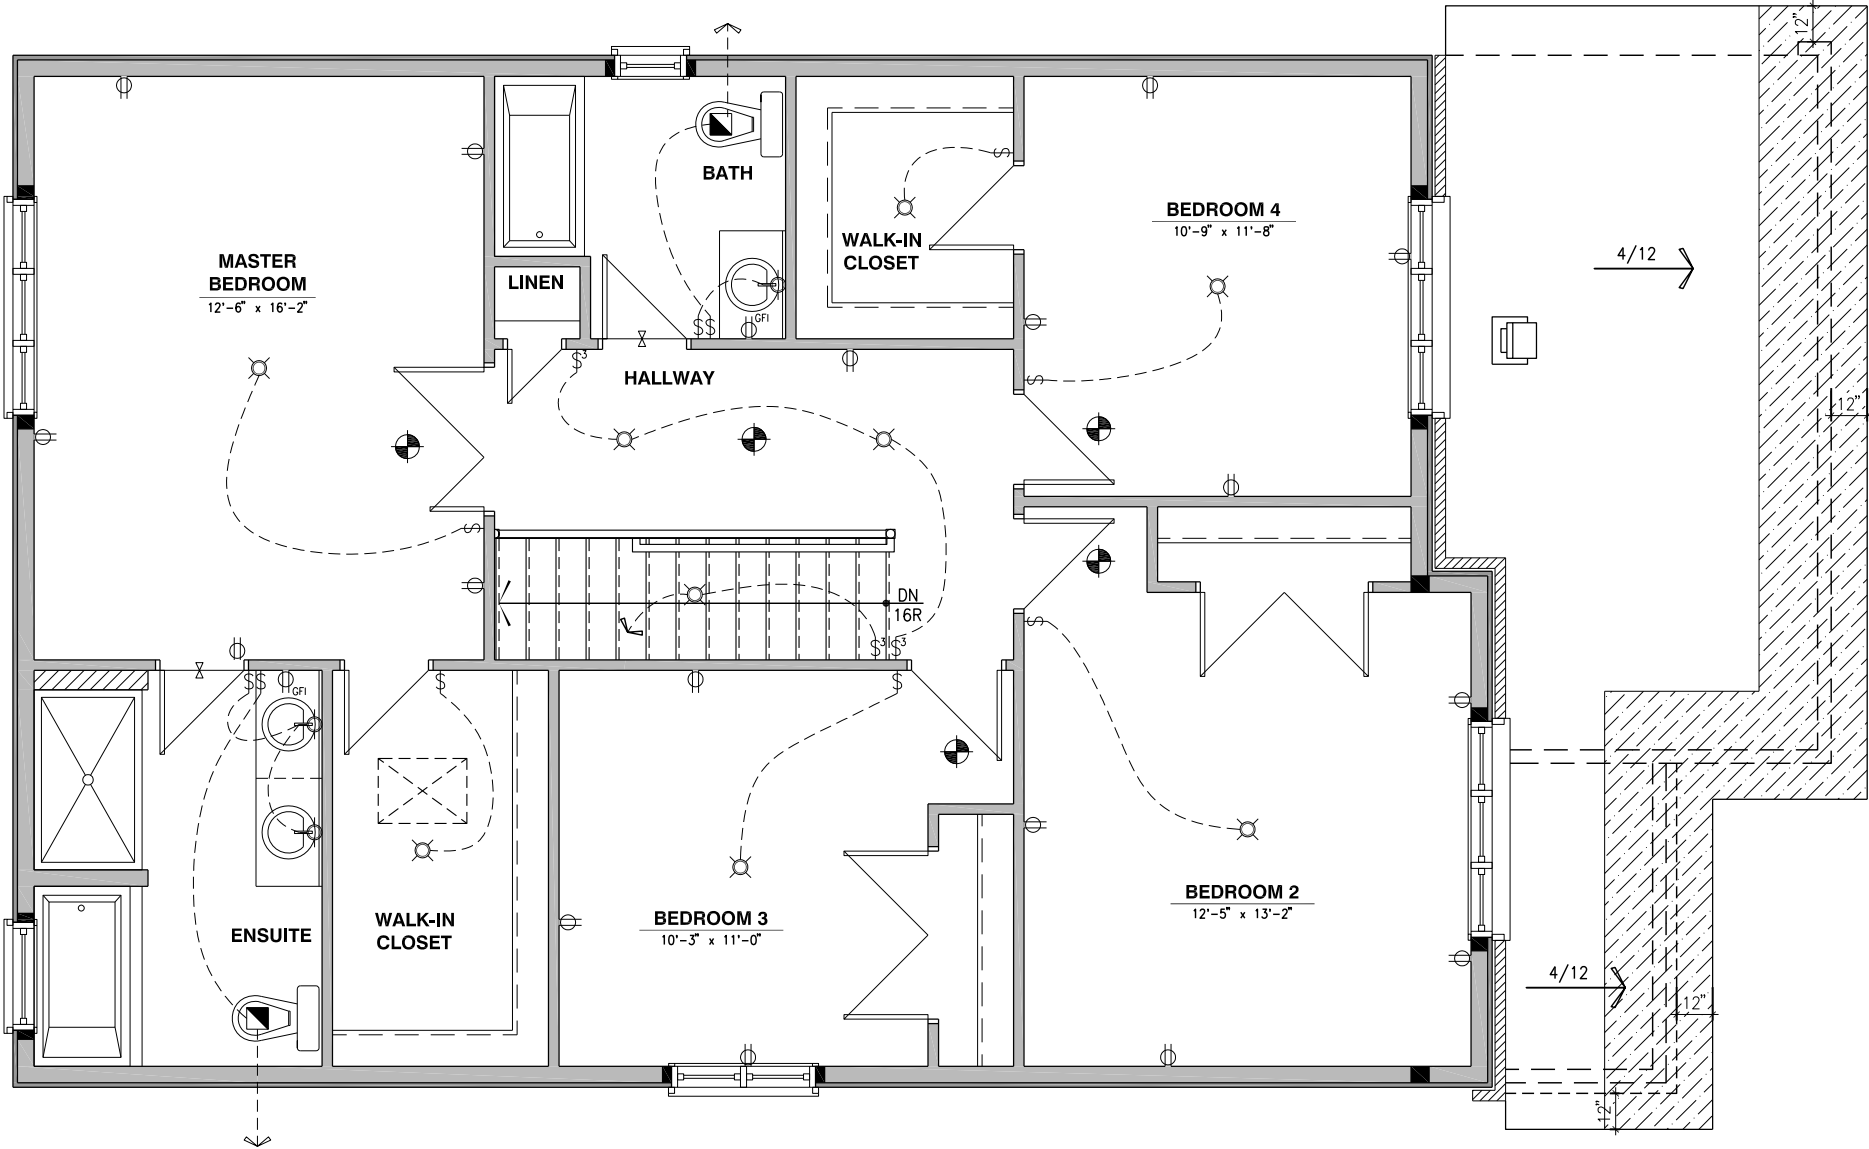 12"
BATH
BEDROOM 4
10'-9" x 11'-8"
WALK-IN
CLOSET
4/12
MASTER
BEDROOM
12'-6" x 16'-2"
LINEN
GFI
$$
$³
HALLWAY
12"
$
$
$
$
DN
16R
$³$³
$
$$
GFI
$
$
BEDROOM 2
12'-5" x 13'-2"
BEDROOM 3
10'-3" x 11'-0"
WALK-IN
CLOSET
ENSUITE
4/12
12"
12"